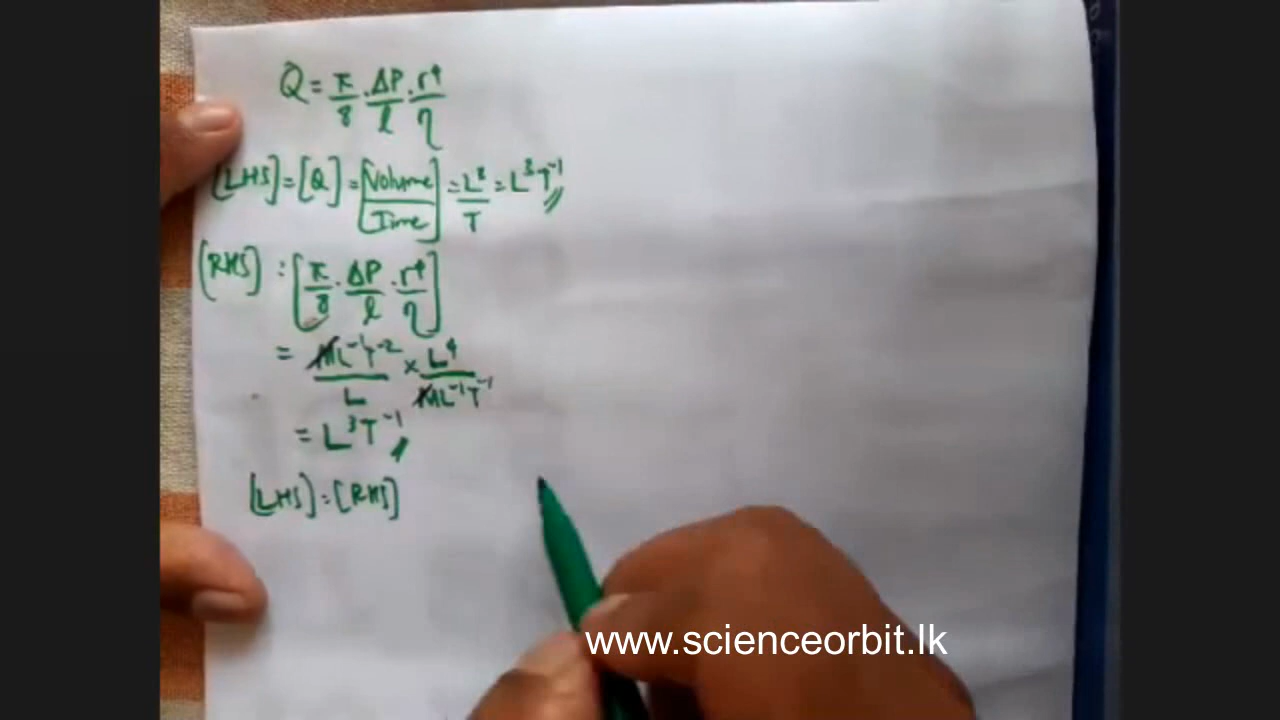 Q = π/8 · ΔP/l · r⁴/η
[LHS] = [Q] = [Volume/Time] = L³/T = L³T⁻¹
[RHS] = [π/8 · ΔP/l · r⁴/η]
= ML⁻¹T⁻²/L × L⁴/ML⁻¹T⁻¹
= L³T⁻¹
[LHS] = [RHS]
www.scienceorbit.lk